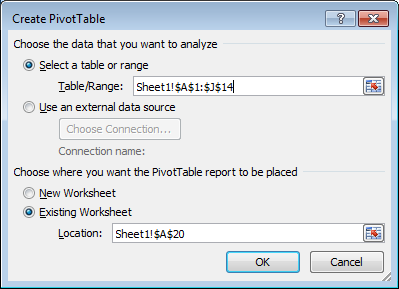 Create PivotTable
Choose the data that you want to analyze
Select a table or range
Table/Range: Sheet1!$A$1:$J$14
Use an external data source
Choose Connection...
Connection name:
Choose where you want the PivotTable report to be placed
New Worksheet
Existing Worksheet
Location: Sheet1!$A$20
OK Cancel